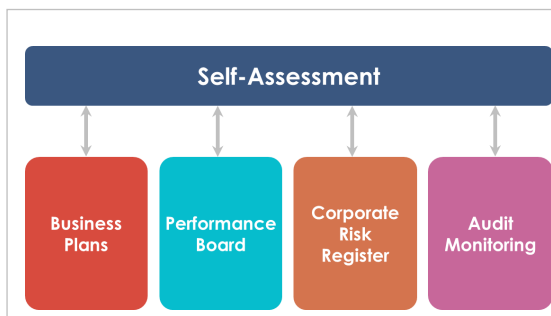 Self-Assessment
Business
Plans
Performance
Board
Corporate
Risk
Register
Audit
Monitoring